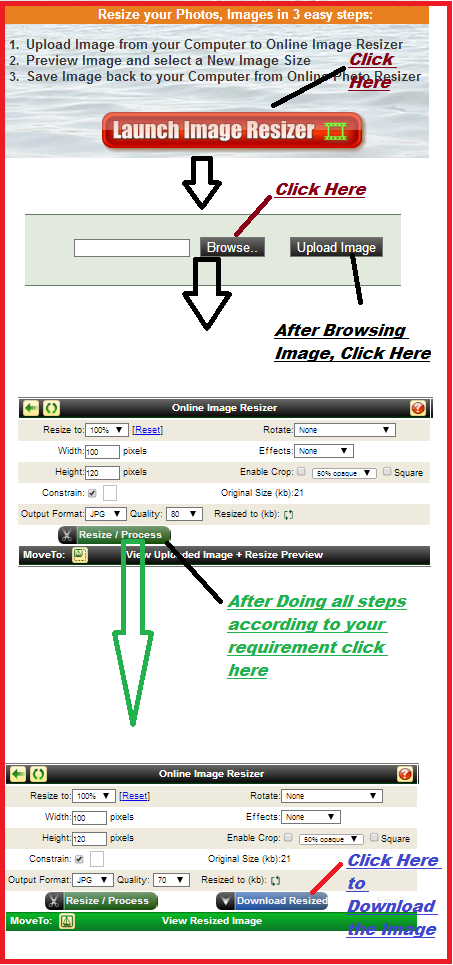 Resize your Photos, Images in 3 easy steps:
1. Upload Image from your Computer to Online Image Resizer
2. Preview Image and select a New Image Size
3. Save Image back to your Computer from Online Photo Resizer
Click
Here
Launch Image Resizer
Click Here
Browse.. Upload Image
After Browsing
Image, Click Here
Online Image Resizer
Resize to: 100% [Reset] Rotate: None
Width: 100 pixels Effects: None
Height: 120 pixels Enable Crop: 50% opaque Square
Constrain: Original Size (kb):21
Output Format: JPG Quality: 80 Resized to (kb):
Resize / Process
MoveTo: View Uploaded Image + Resize Preview
After Doing all steps
according to your
requirement click
here
Online Image Resizer
Resize to: 100% [Reset] Rotate: None
Width: 100 pixels Effects: None
Height: 120 pixels Enable Crop: 50% opaque Square
Constrain: Original Size (kb):21
Output Format: JPG Quality: 70 Resized to (kb):
Resize / Process Download Resized
MoveTo: View Resized Image
Click Here
to
Download
the Image